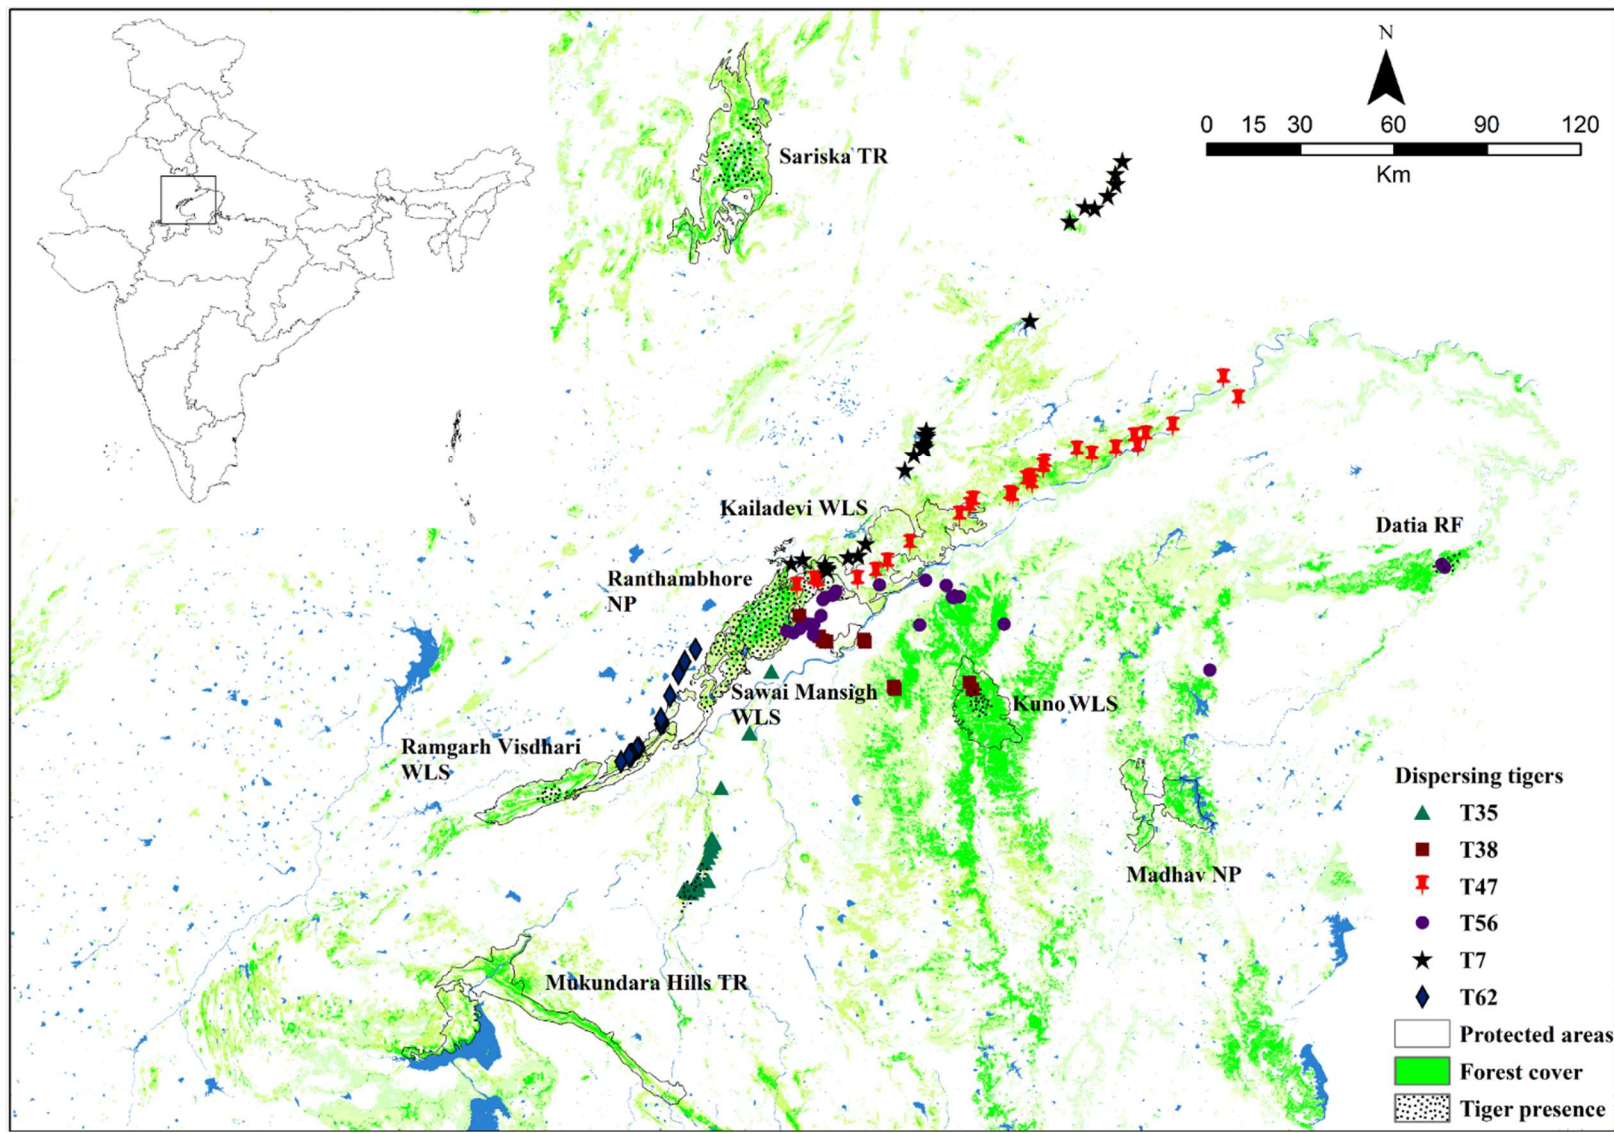 N
0 15 30 60 90 120
Km
Sariska TR
Kailadevi WLS
Datia RF
Ranthambhore
NP
Sawai Mansigh
WLS
Kuno WLS
Ramgarh Visdhari
WLS
Madhav NP
Mukundara Hills TR
Dispersing tigers
T35
T38
T47
T56
T7
T62
Protected areas
Forest cover
Tiger presence